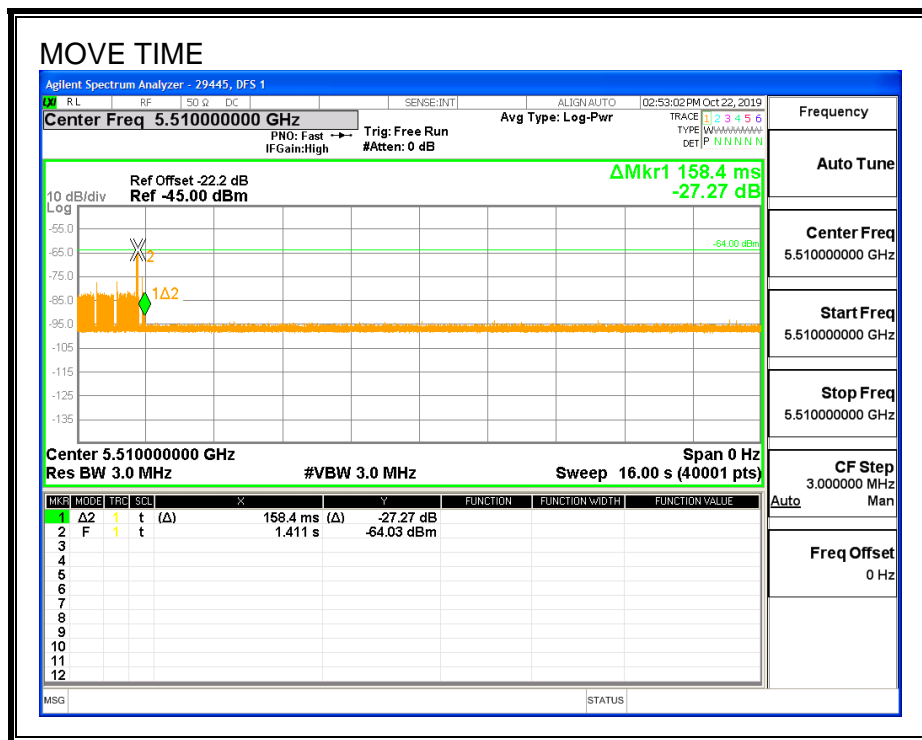 MOVE TIME
Agilent Spectrum Analyzer - 29445, DFS 1
LXI RL RF 50 Ω DC SENSE:INT ALIGN AUTO 02:53:02 PM Oct 22, 2019
Center Freq 5.510000000 GHz
PNO: Fast
IFGain:High
Trig: Free Run
#Atten: 0 dB
Avg Type: Log-Pwr
TRACE 1 2 3 4 5 6
TYPE WWWWWW
DET P N N N N N
10 dB/div
Log
Ref Offset -22.2 dB
Ref -45.00 dBm
ΔMkr1 158.4 ms
-27.27 dB
-55.0
-65.0
-75.0
-85.0
-95.0
-105
-115
-125
-135
-64.00 dBm
2
1Δ2
Center 5.510000000 GHz
Res BW 3.0 MHz
#VBW 3.0 MHz
Span 0 Hz
Sweep 16.00 s (40001 pts)
MKR MODE TRC SCL X Y FUNCTION FUNCTION WIDTH FUNCTION VALUE
1 Δ2 1 t (Δ) 158.4 ms (Δ) -27.27 dB
2 F 1 t 1.411 s -64.03 dBm
3
4
5
6
7
8
9
10
11
12
MSG
STATUS
Frequency
Auto Tune
Center Freq
5.510000000 GHz
Start Freq
5.510000000 GHz
Stop Freq
5.510000000 GHz
CF Step
3.000000 MHz
Auto Man
Freq Offset
0 Hz